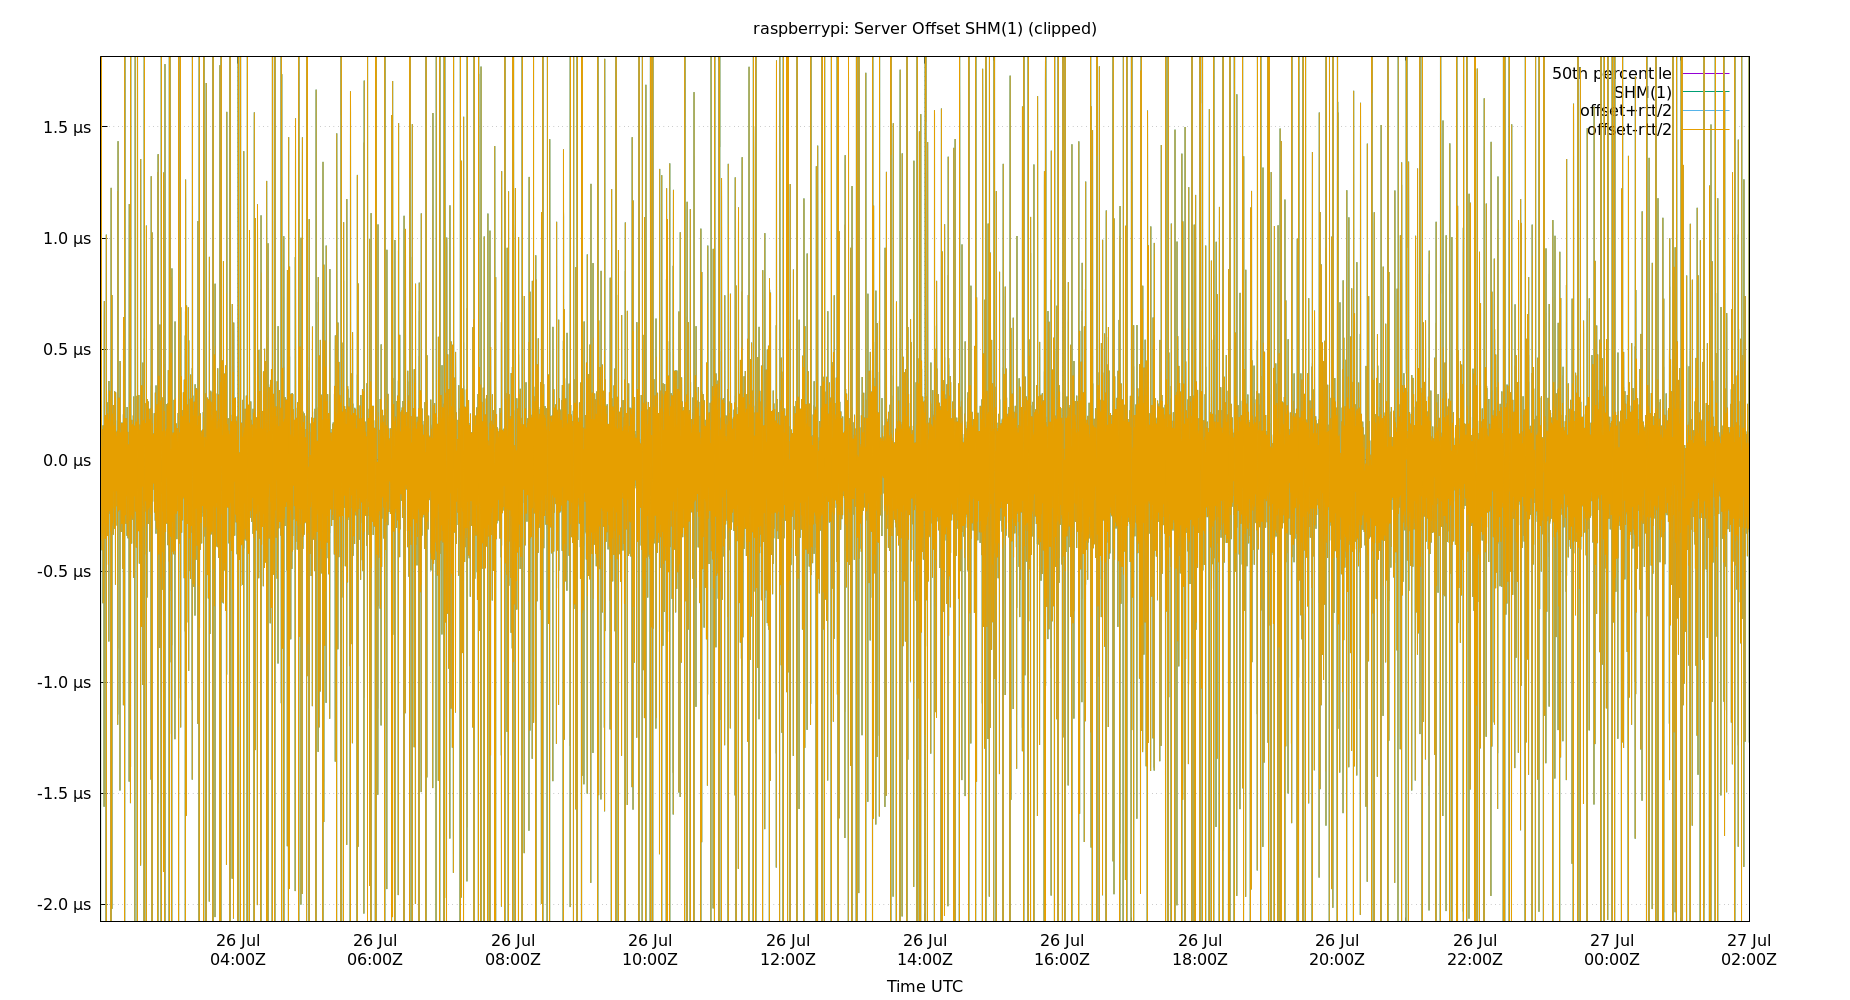 raspberrypi: Server Offset SHM(1) (clipped)
50th percentile
SHM(1)
offset+rtt/2
offset-rtt/2
1.5 µs
1.0 µs
0.5 µs
0.0 µs
-0.5 µs
-1.0 µs
-1.5 µs
-2.0 µs
26 Jul 26 Jul 26 Jul 26 Jul 26 Jul 26 Jul 26 Jul 26 Jul 26 Jul 26 Jul 27 Jul 27 Jul
04:00Z 06:00Z 08:00Z 10:00Z 12:00Z 14:00Z 16:00Z 18:00Z 20:00Z 22:00Z 00:00Z 02:00Z
Time UTC